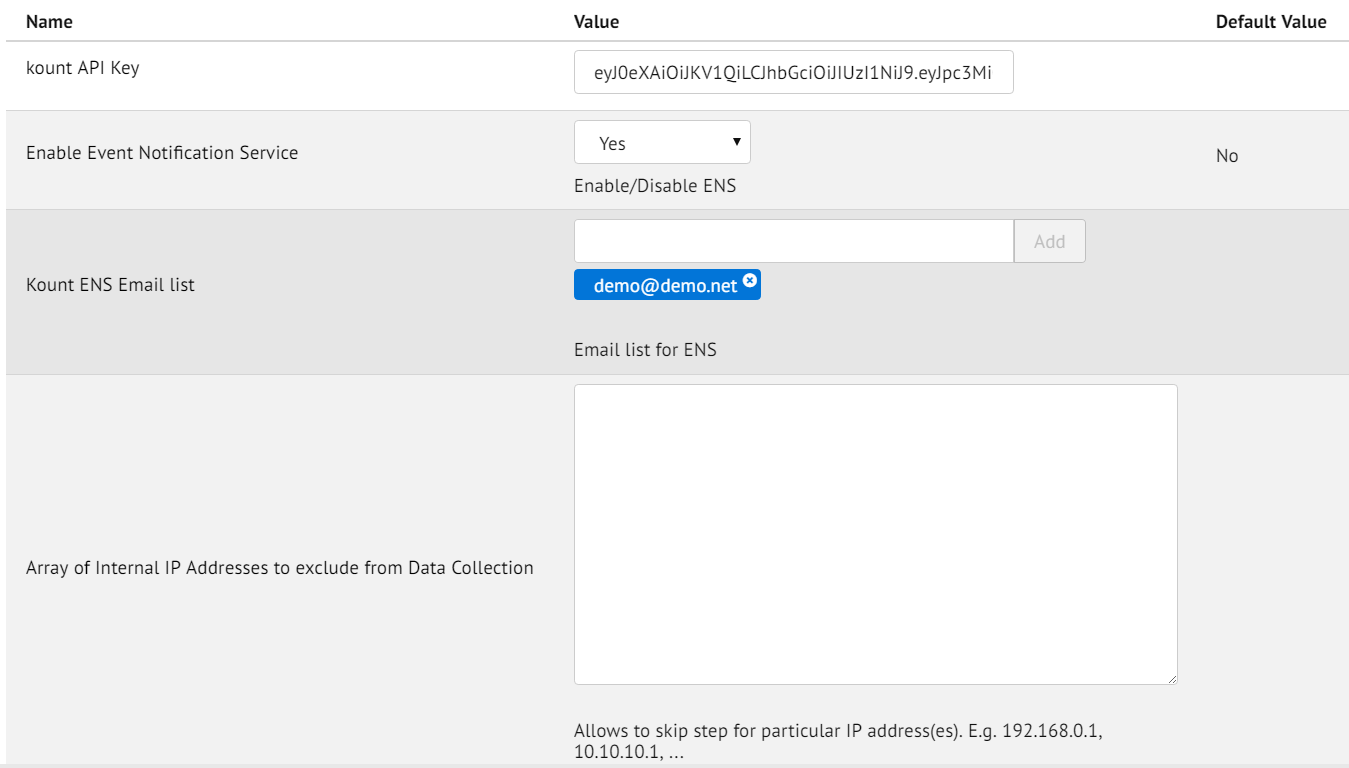 Name Value Default Value
kount API Key
eyJ0eXAiOiJKV1QiLCJhbGciOiJIUzI1NiJ9.eyJpc3Mi
Enable Event Notification Service
Yes
No
Enable/Disable ENS
Add
Kount ENS Email list
demo@demo.net
Email list for ENS
Array of Internal IP Addresses to exclude from Data Collection
Allows to skip step for particular IP address(es). E.g. 192.168.0.1,
10.10.10.1, ...